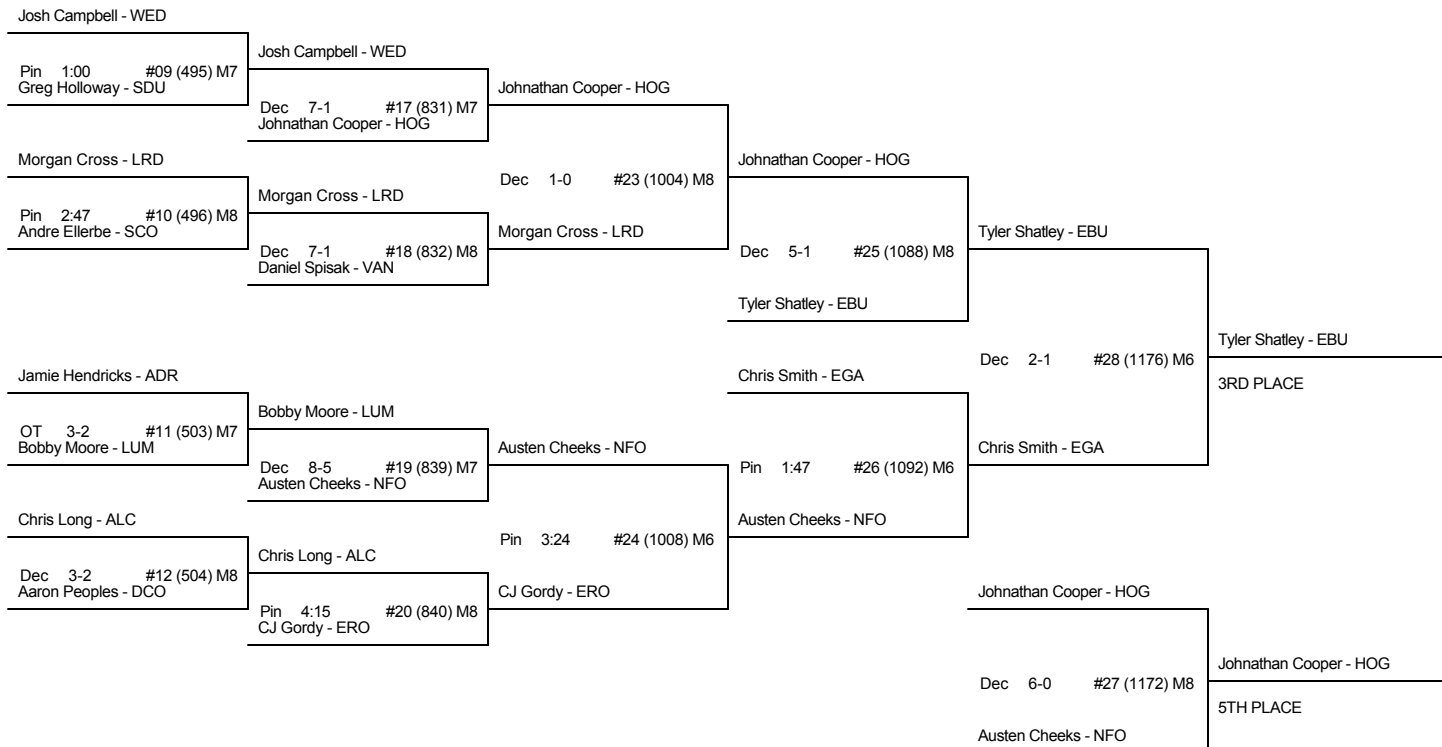 Josh Campbell - WED
Pin 1:00 #09 (495) M7
Greg Holloway - SDU
Morgan Cross - LRD
Pin 2:47 #10 (496) M8
Andre Ellerbe - SCO
Jamie Hendricks - ADR
OT 3-2 #11 (503) M7
Bobby Moore - LUM
Chris Long - ALC
Dec 3-2 #12 (504) M8
Aaron Peoples - DCO
Josh Campbell - WED
Dec 7-1 #17 (831) M7
Johnathan Cooper - HOG
Morgan Cross - LRD
Dec 7-1 #18 (832) M8
Daniel Spisak - VAN
Bobby Moore - LUM
Dec 8-5 #19 (839) M7
Austen Cheeks - NFO
Chris Long - ALC
Pin 4:15 #20 (840) M8
CJ Gordy - ERO
Johnathan Cooper - HOG
Dec 1-0 #23 (1004) M8
Morgan Cross - LRD
Austen Cheeks - NFO
Pin 3:24 #24 (1008) M6
CJ Gordy - ERO
Johnathan Cooper - HOG
Dec 5-1 #25 (1088) M8
Tyler Shatley - EBU
Chris Smith - EGA
Pin 1:47 #26 (1092) M6
Austen Cheeks - NFO
Tyler Shatley - EBU
Dec 2-1 #28 (1176) M6
Chris Smith - EGA
Johnathan Cooper - HOG
Dec 6-0 #27 (1172) M8
Austen Cheeks - NFO
Tyler Shatley - EBU
3RD PLACE
Johnathan Cooper - HOG
5TH PLACE